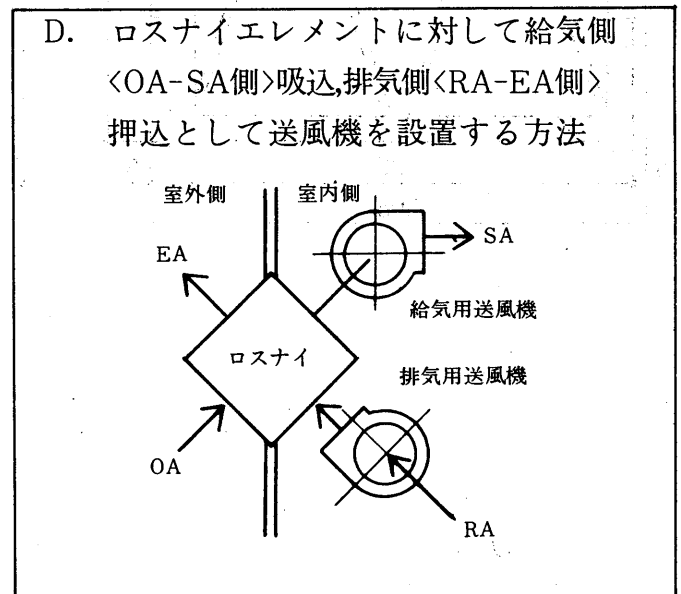 D. ロスナイエレメントに対して給気側
<OA-SA側>吸込,排気側<RA-EA側>
押込として送風機を設置する方法
室外側 室内側
SA
EA
給気用送風機
ロスナイ
排気用送風機
OA
RA